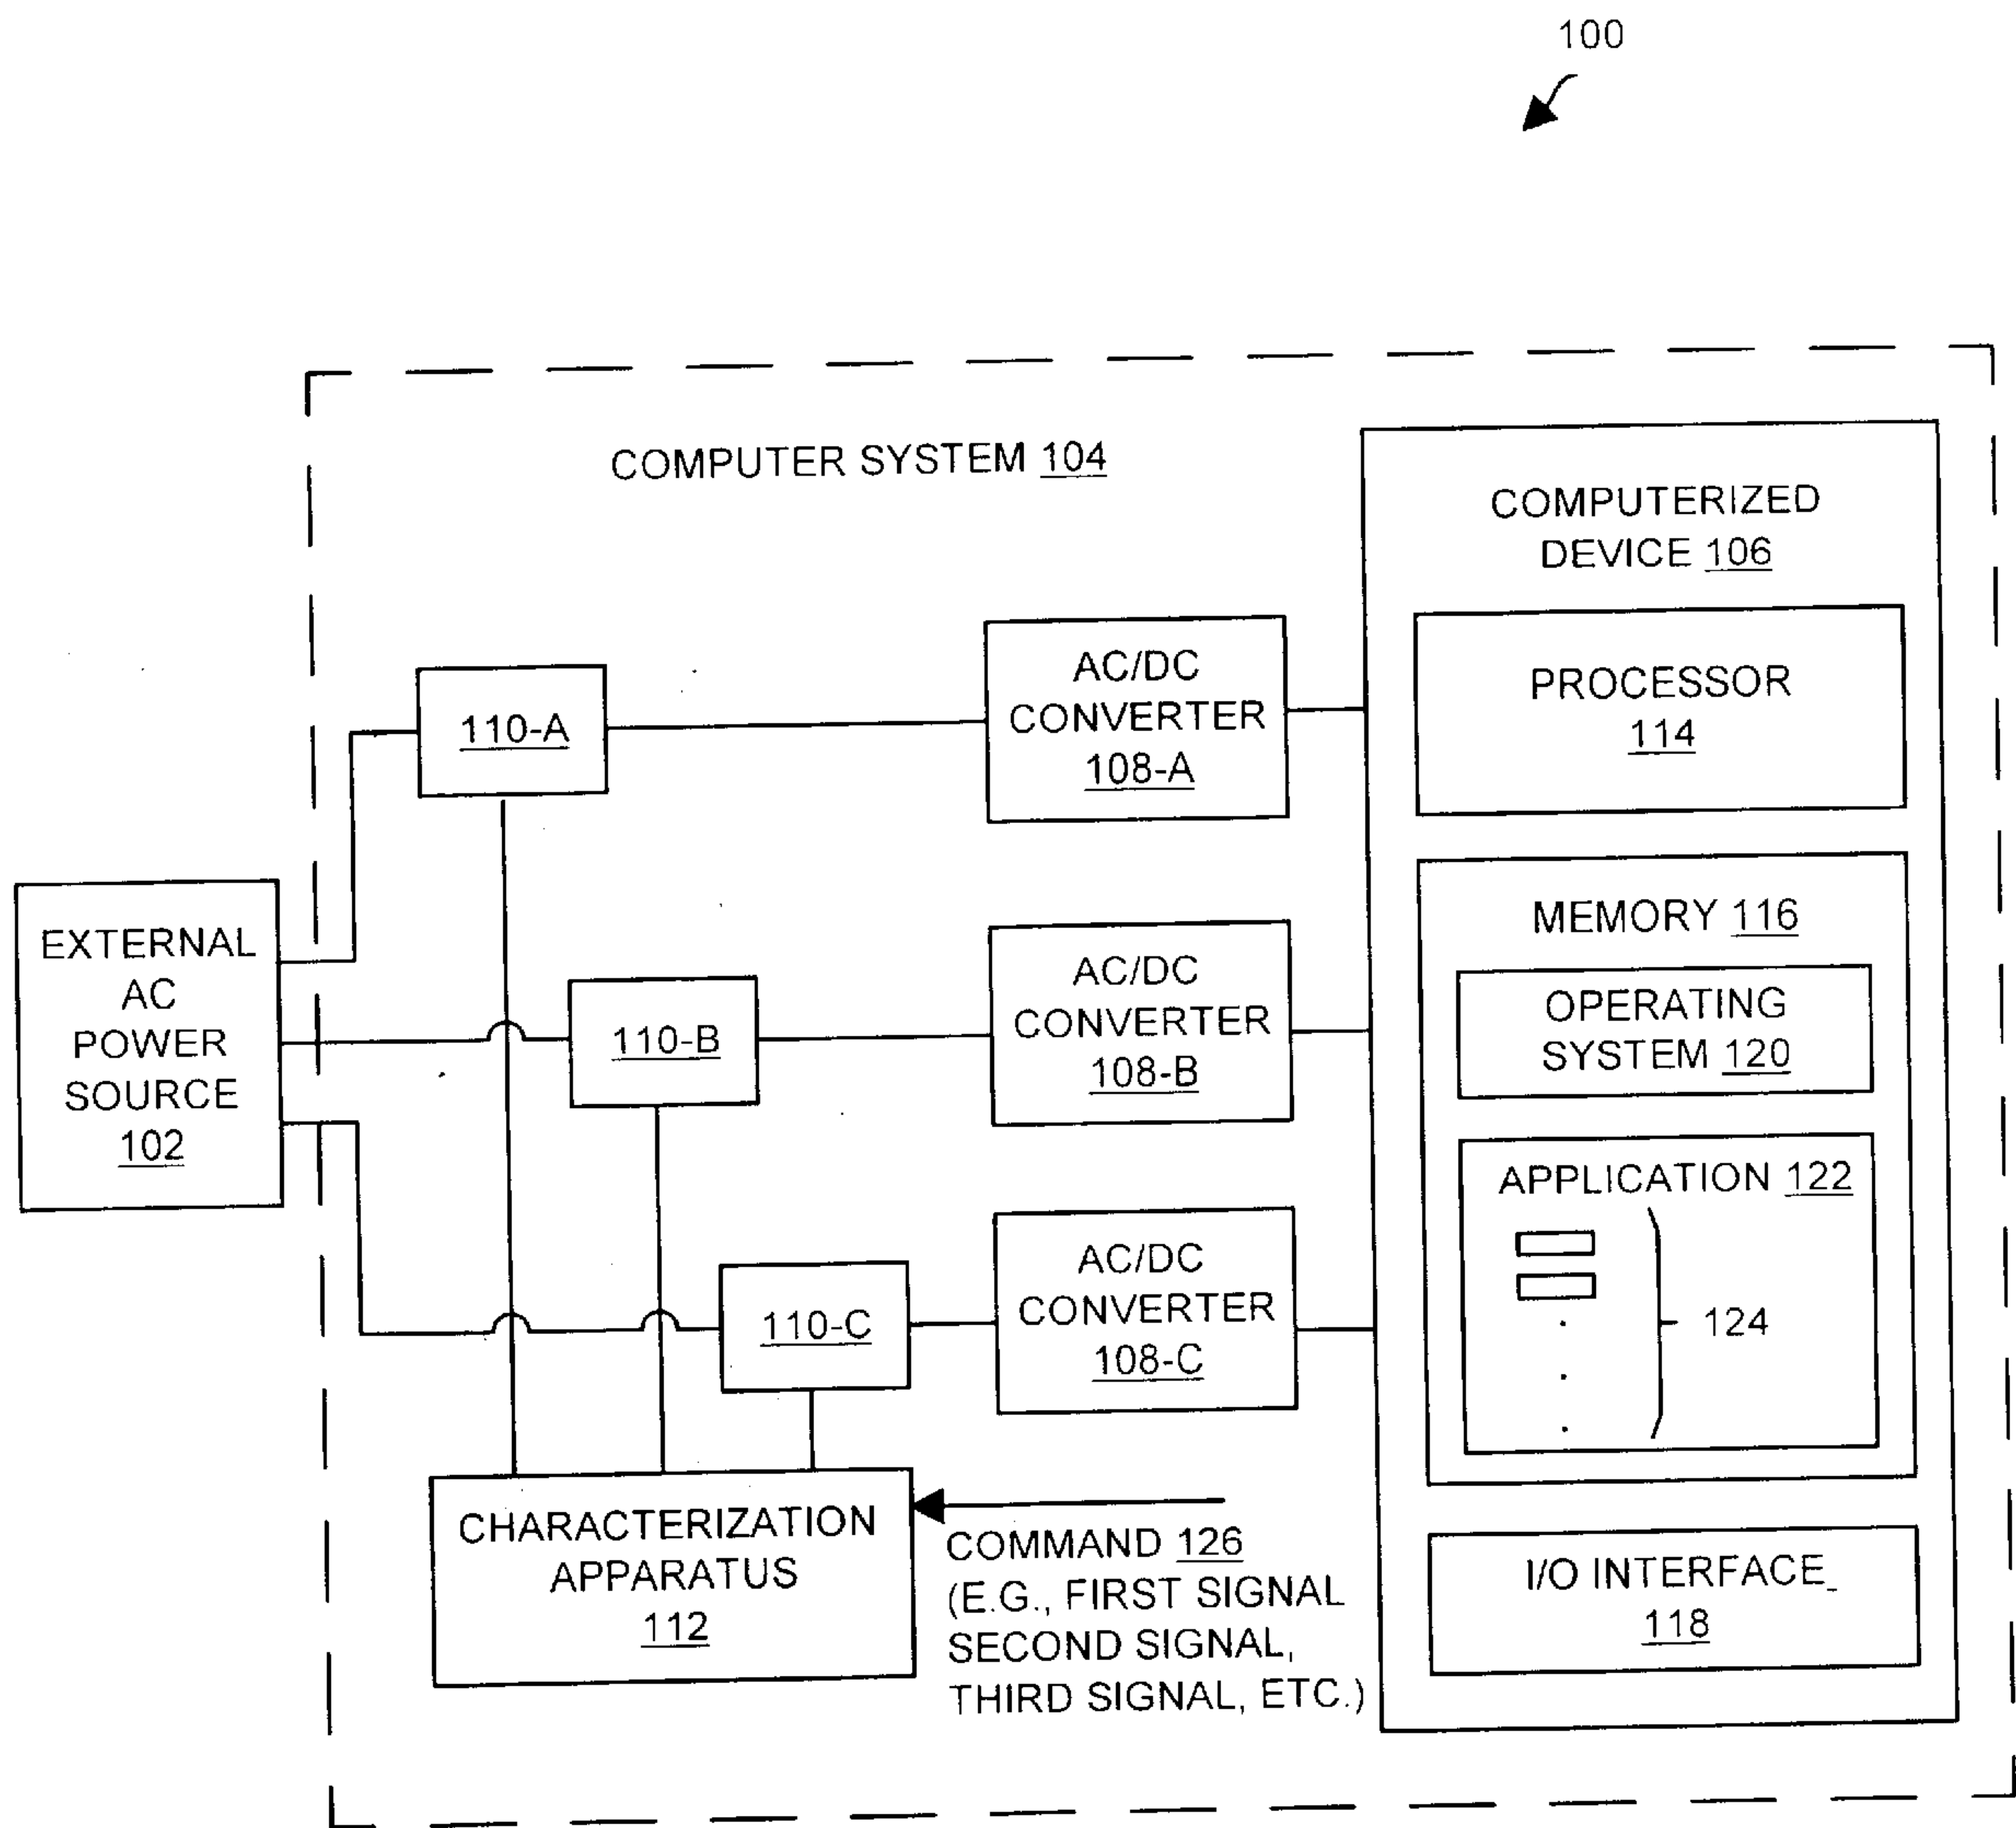 100
COMPUTER SYSTEM 104
COMPUTERIZED
DEVICE 106
PROCESSOR
114
MEMORY 116
OPERATING
SYSTEM 120
APPLICATION 122
124
I/O INTERFACE
118
AC/DC
CONVERTER
108-A
110-A
EXTERNAL
AC
POWER
SOURCE
102
AC/DC
CONVERTER
108-B
110-B
AC/DC
CONVERTER
108-C
110-C
CHARACTERIZATION
APPARATUS
112
COMMAND 126
(E.G., FIRST SIGNAL
SECOND SIGNAL,
THIRD SIGNAL, ETC.)